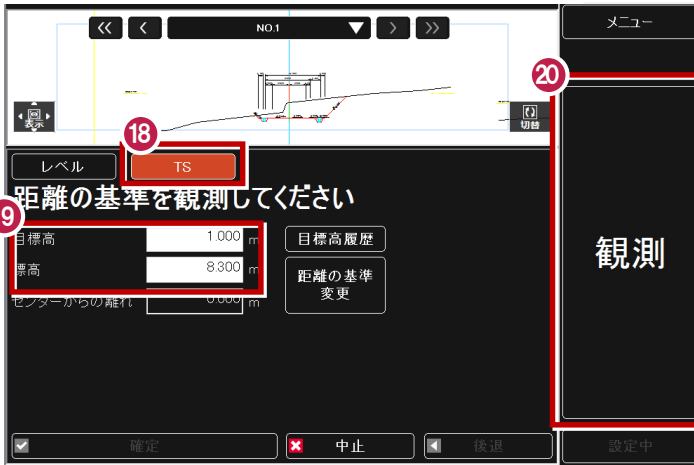 メニュー
NO.1
20
表示
切替
18
レベル
TS
距離の基準を観測してください
9
目標高
1.000
m
目標高履歴
標高
8.300
m
距離の基準
変更
センターからの離れ
0.000
m
観測
確定
中止
後退
設定中